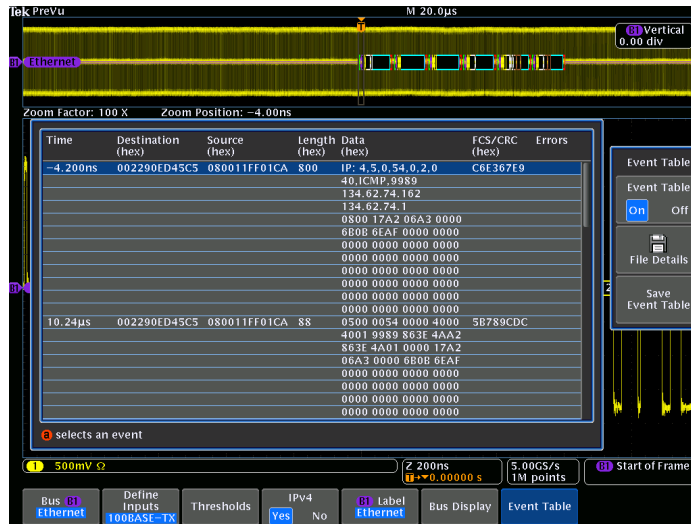 Tek PreVu M 20.0µs
B1 Vertical
0.00 div
B1 Ethernet
Zoom Factor: 100 X Zoom Position: −4.00ns
Time Destination (hex) Source (hex) Length (hex) Data (hex) FCS/CRC (hex) Errors
−4.200ns 002290ED45C5 080011FF01CA 800 IP: 4,5,0,54,0,2,0 C6E367E9
40,ICMP,9989
134.62.74.162
134.62.74.1
0800 17A2 06A3 0000
6B0B 6EAF 0000 0000
0000 0000 0000 0000
0000 0000 0000 0000
0000 0000 0000 0000
0000 0000 0000 0000
0000 0000 0000 0000
0000 0000 0000 0000
10.24µs 002290ED45C5 080011FF01CA 88 0500 0054 0000 4000 5B789CDC
4001 9989 863E 4AA2
863E 4A01 0000 17A2
06A3 0000 6B0B 6EAF
0000 0000 0000 0000
0000 0000 0000 0000
0000 0000 0000 0000
0000 0000 0000 0000
a selects an event
Event Table
Event Table
On Off
File Details
Save
Event Table
B1
Z
1 500mV Ω
Z 200ns
T→▼0.00000 s
5.00GS/s
1M points
B1 Start of Frame
Bus B1
Ethernet
Define
Inputs
100BASE−TX
Thresholds
IPv4
Yes No
B1 Label
Ethernet
Bus Display
Event Table